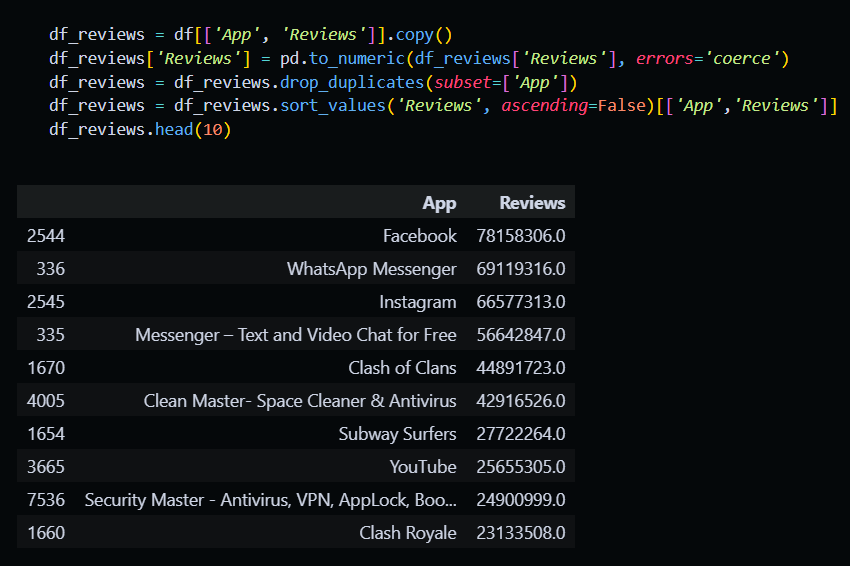 df_reviews = df[['App', 'Reviews']].copy()
df_reviews['Reviews'] = pd.to_numeric(df_reviews['Reviews'], errors='coerce')
df_reviews = df_reviews.drop_duplicates(subset=['App'])
df_reviews = df_reviews.sort_values('Reviews', ascending=False)[['App','Reviews']]
df_reviews.head(10)
App Reviews
2544 Facebook 78158306.0
336 WhatsApp Messenger 69119316.0
2545 Instagram 66577313.0
335 Messenger – Text and Video Chat for Free 56642847.0
1670 Clash of Clans 44891723.0
4005 Clean Master- Space Cleaner & Antivirus 42916526.0
1654 Subway Surfers 27722264.0
3665 YouTube 25655305.0
7536 Security Master - Antivirus, VPN, AppLock, Boo... 24900999.0
1660 Clash Royale 23133508.0